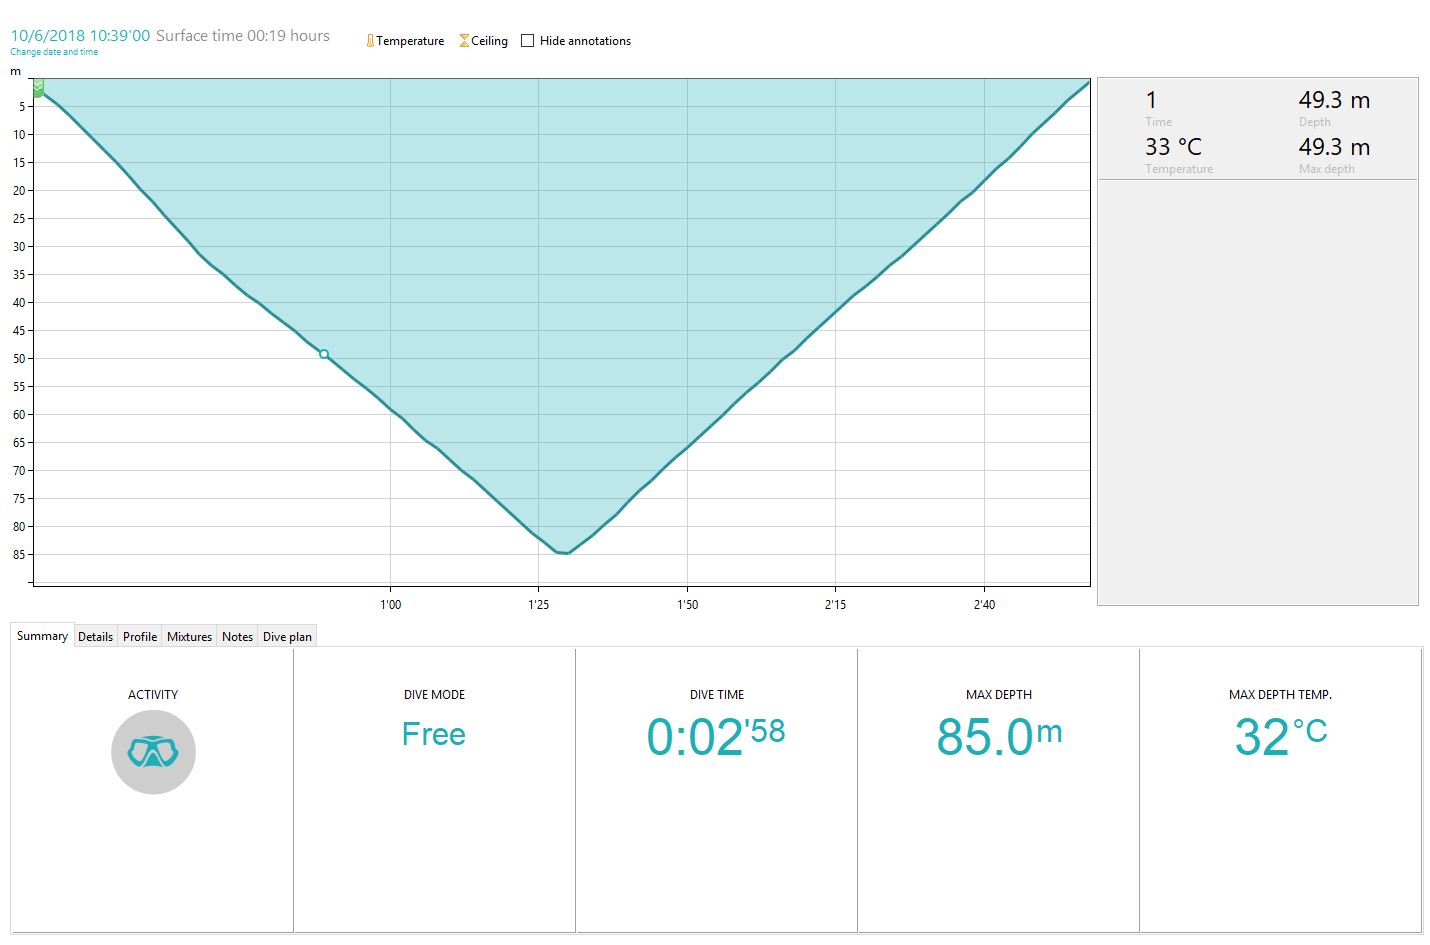 10/6/2018 10:39'00 Surface time 00:19 hours
Change date and time
Temperature Ceiling Hide annotations
m
5
10
15
20
25
30
35
40
45
50
55
60
65
70
75
80
85
1'00 1'25 1'50 2'15 2'40
1 49.3 m
Time Depth
33 °C 49.3 m
Temperature Max depth
Summary Details Profile Mixtures Notes Dive plan
ACTIVITY
DIVE MODE
Free
DIVE TIME
0:02'58
MAX DEPTH
85.0m
MAX DEPTH TEMP.
32°C